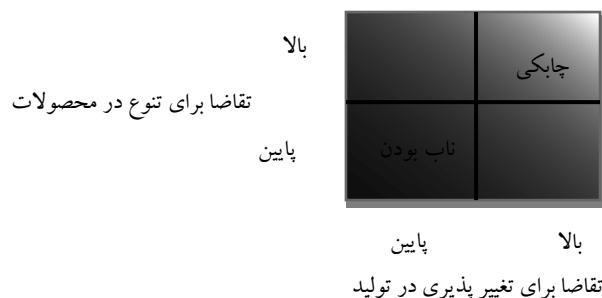 بالا
چابکی
تقاضا برای تنوع در محصولات
پایین
ناب بودن
بالا
پایین
تقاضا برای تغییر پذیری در تولید